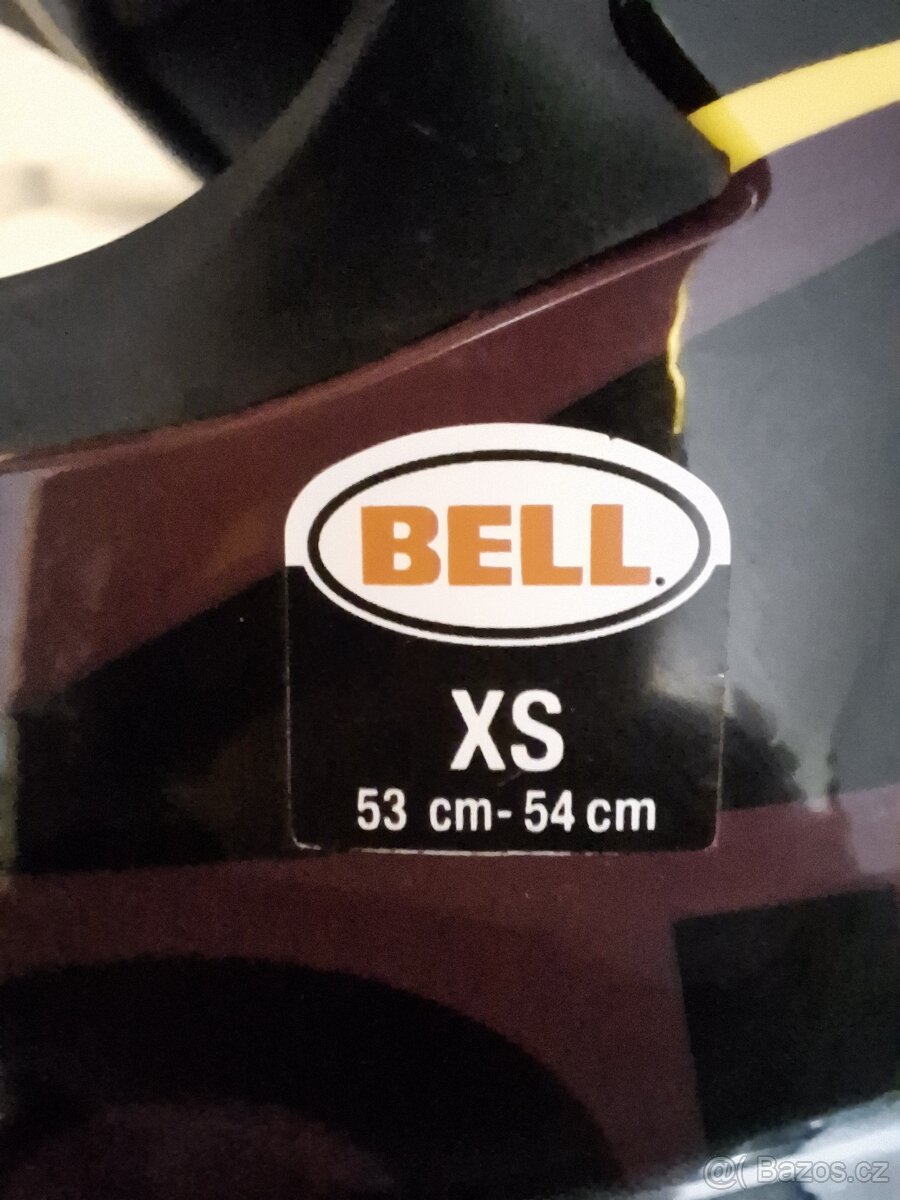 BELL.
XS
53 cm - 54 cm
@( Bazos.cz